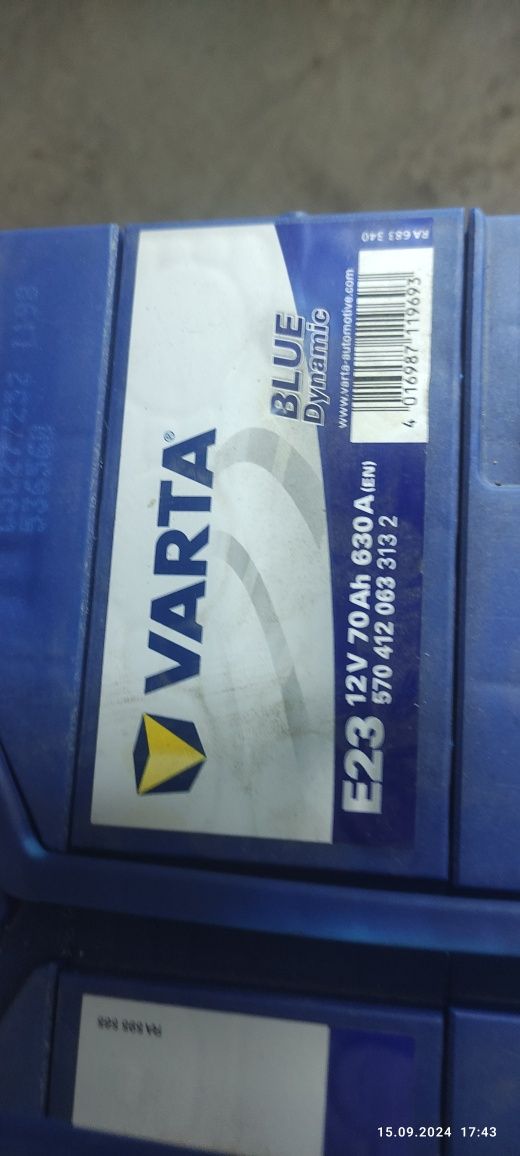 VARTA®
BLUE
Dynamic
www.varta-automotive.com
RA 683 340
4 016987 119693
E23 12V 70Ah 630A (EN)
570 412 063 313 2
15.09.2024 17:43